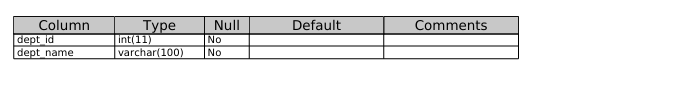 Column Type Null Default Comments
dept_id int(11) No
dept_name varchar(100) No